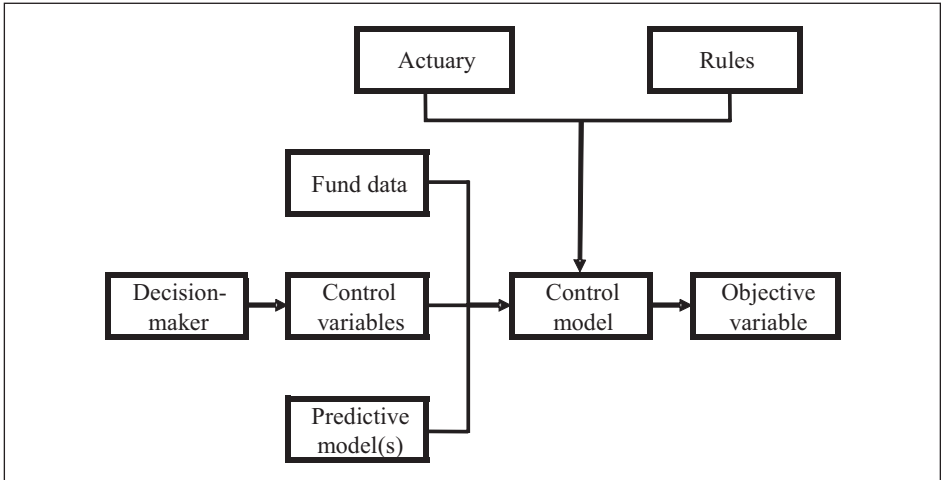 Actuary
Rules
Fund data
Decision-
maker
Control
variables
Control
model
Objective
variable
Predictive
model(s)